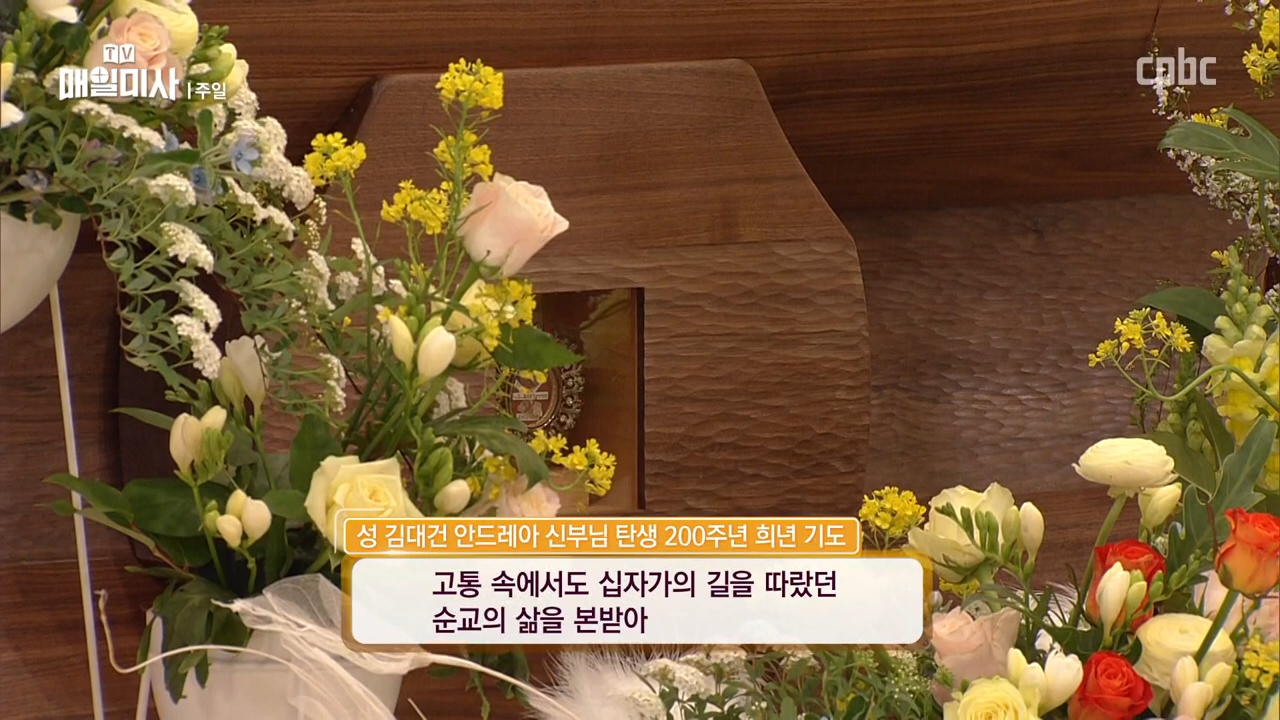 TV
매일미사 | 주일
cpbc
성 김대건 안드레아 신부님 탄생 200주년 희년 기도
고통 속에서도 십자가의 길을 따랐던
순교의 삶을 본받아